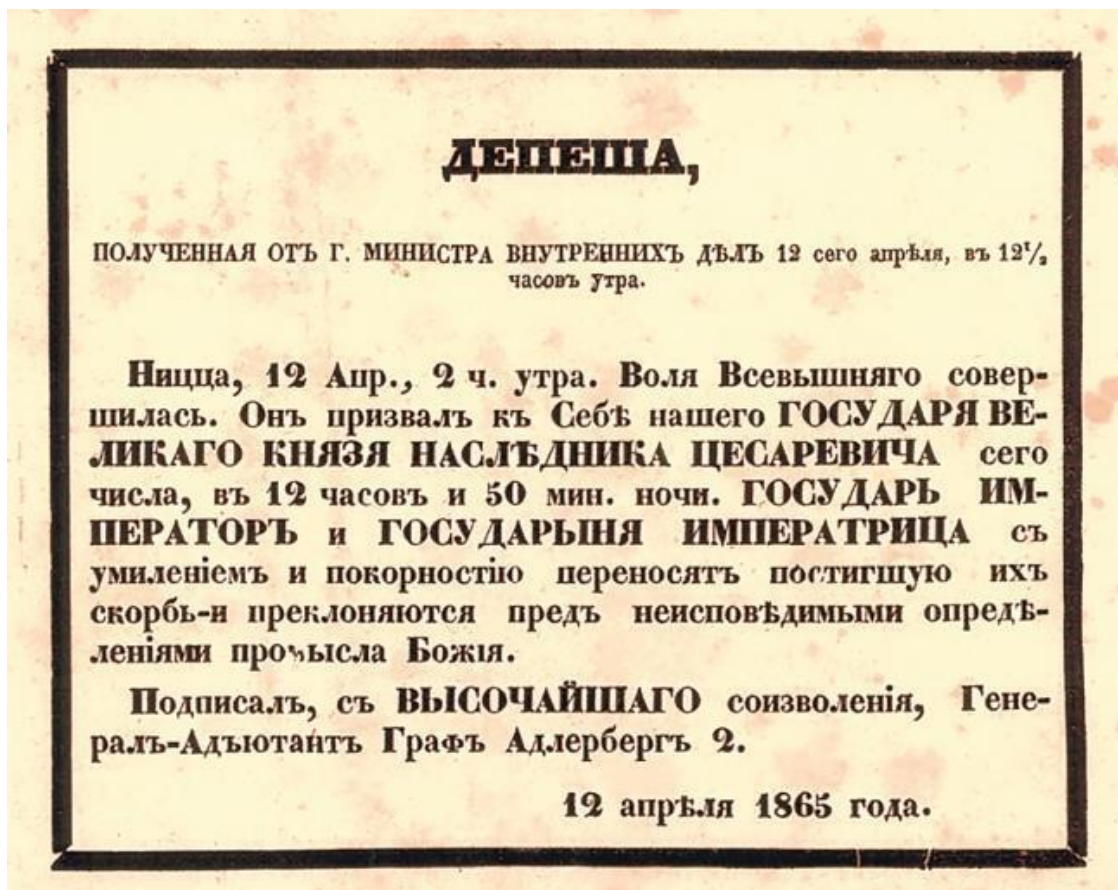 ДЕПЕША,
ПОЛУЧЕННАЯ ОТЪ Г. МИНИСТРА ВНУТРЕННИХЪ ДѢЛЪ 12 сего апрѣля, въ 12½
часовъ утра.
Ницца, 12 Апр., 2 ч. утра. Воля Всевышняго совер-
шилась. Онъ призвалъ къ Себѣ нашего ГОСУДАРЯ ВЕ-
ЛИКАГО КНЯЗЯ НАСЛѢДНИКА ЦЕСАРЕВИЧА сего
числа, въ 12 часовъ и 50 мин. ночи. ГОСУДАРЬ ИМ-
ПЕРАТОРЪ и ГОСУДАРЫНЯ ИМПЕРАТРИЦА съ
умиленіемъ и покорностію переносятъ постигшую ихъ
скорбь-и преклоняются предъ неисповѣдимыми опредѣ-
леніями промысла Божія.
Подписалъ, съ ВЫСОЧАЙШАГО соизволенія, Гене-
ралъ-Адъютантъ Графъ Адлербергъ 2.
12 апрѣля 1865 года.